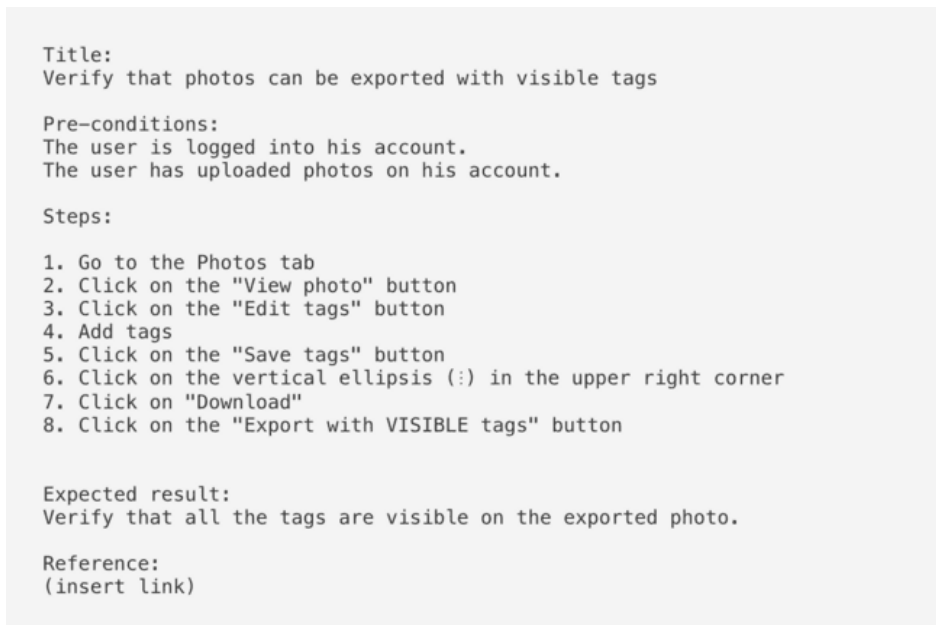 Title:
Verify that photos can be exported with visible tags
Pre-conditions:
The user is logged into his account.
The user has uploaded photos on his account.
Steps:
1. Go to the Photos tab
2. Click on the "View photo" button
3. Click on the "Edit tags" button
4. Add tags
5. Click on the "Save tags" button
6. Click on the vertical ellipsis (⋮) in the upper right corner
7. Click on "Download"
8. Click on the "Export with VISIBLE tags" button
Expected result:
Verify that all the tags are visible on the exported photo.
Reference:
(insert link)